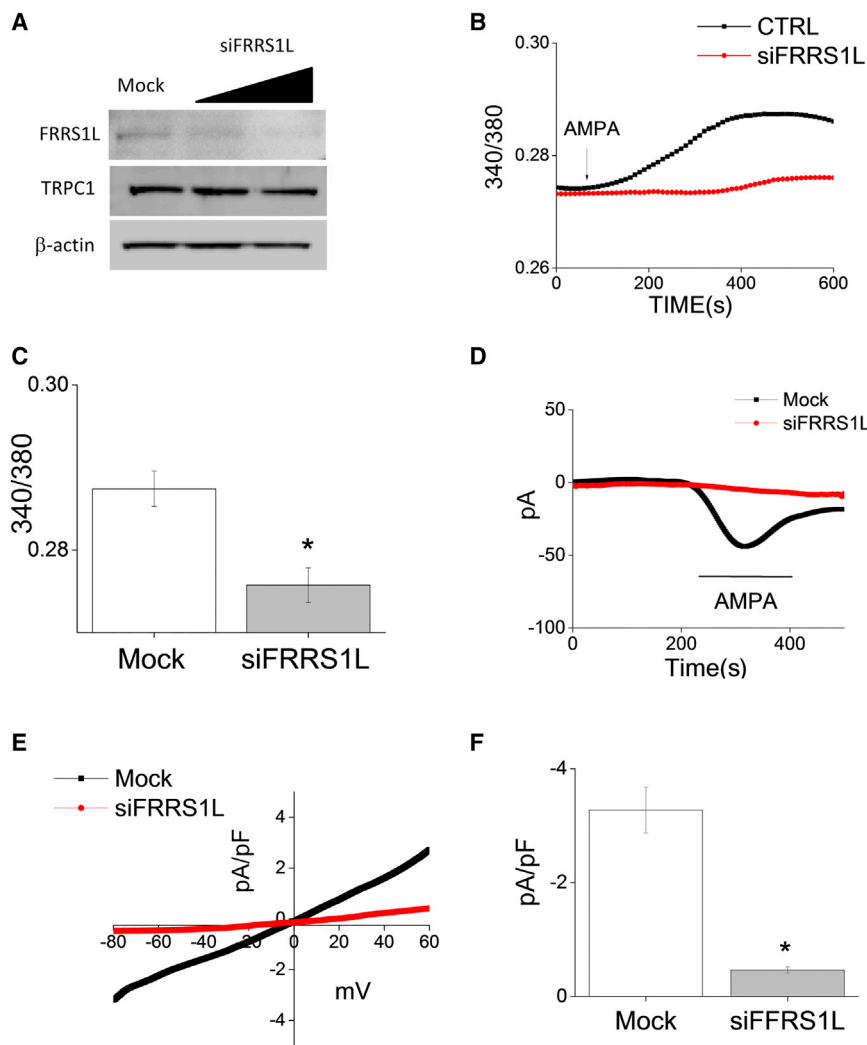 A
siFRRS1L
Mock
FRRS1L
TRPC1
β-actin
B
CTRL
siFRRS1L
0.30
0.28
0.26
340/380
AMPA
0 200 400 600
TIME(s)
C
0.30
0.28
340/380
*
Mock siFRRS1L
D
Mock
siFRRS1L
50
0
-50
-100
pA
AMPA
0 200 400
Time(s)
E
Mock
siFRRS1L
pA/pF
4
2
0
-2
-4
-80 -60 -40 -20 0 20 40 60
mV
F
-4
-2
0
pA/pF
*
Mock siFFRS1L